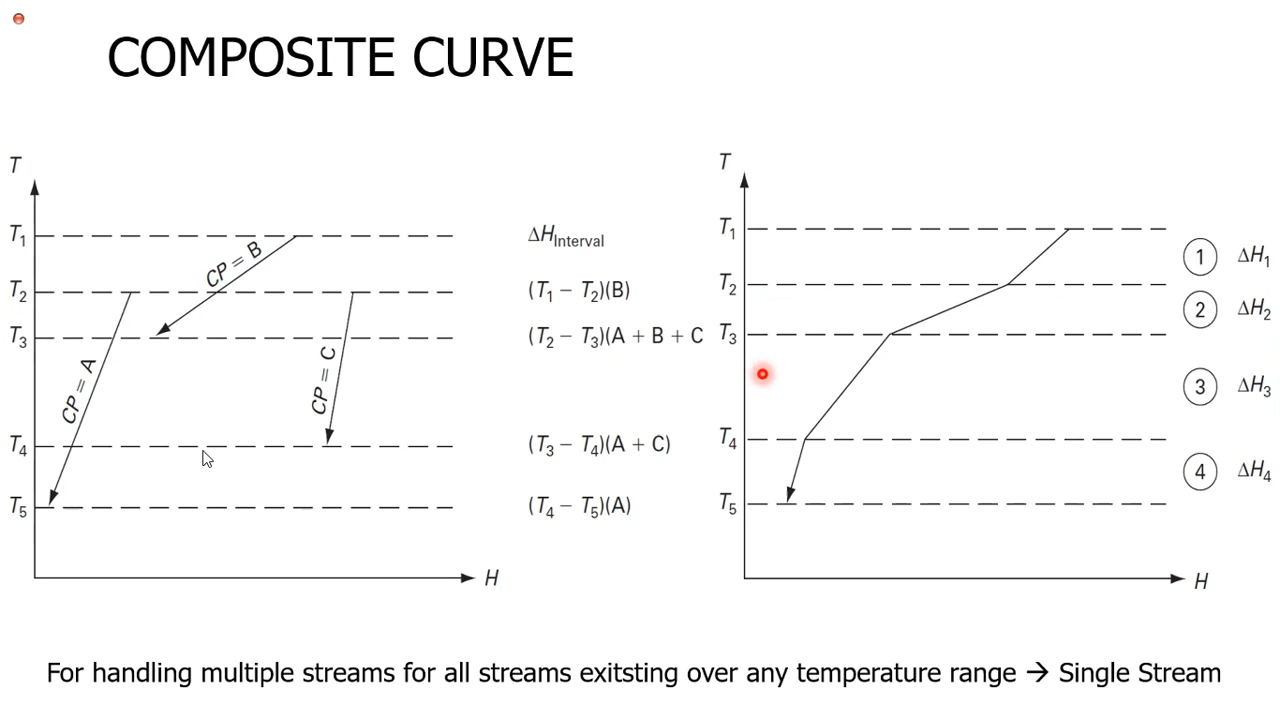 COMPOSITE CURVE
T
T1
T2
T3
T4
T5
CP = A
CP = B
CP = C
H
ΔHInterval
(T1 – T2)(B)
(T2 – T3)(A + B + C
(T3 – T4)(A + C)
(T4 – T5)(A)
T
T1
T2
T3
T4
T5
H
1 ΔH1
2 ΔH2
3 ΔH3
4 ΔH4
For handling multiple streams for all streams exitsting over any temperature range → Single Stream